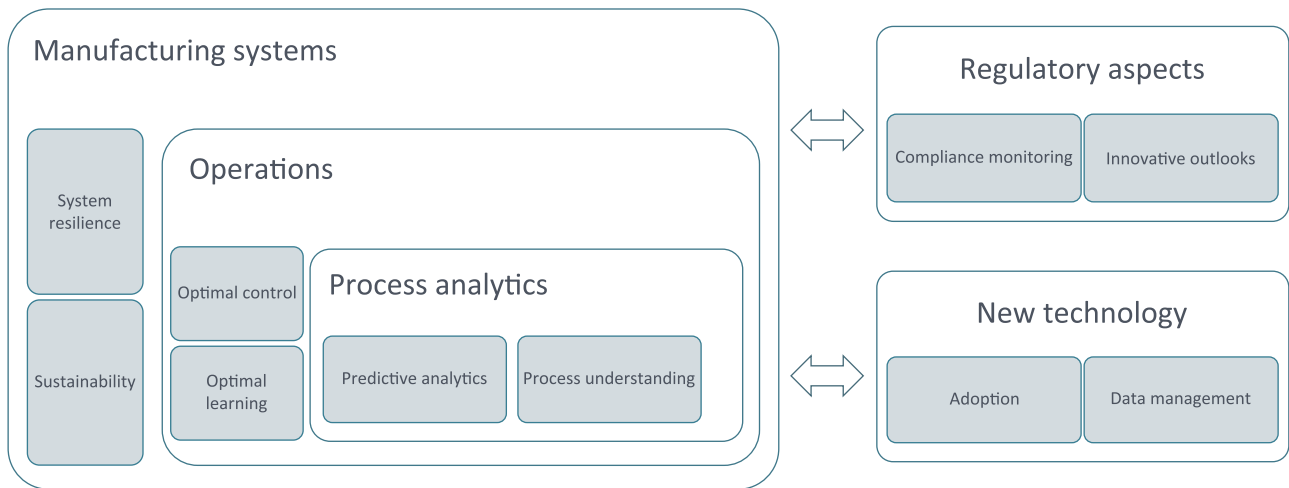 Manufacturing systems
System
resilience
Sustainability
Operations
Optimal control
Optimal
learning
Process analytics
Predictive analytics
Process understanding
Regulatory aspects
Compliance monitoring
Innovative outlooks
New technology
Adoption
Data management